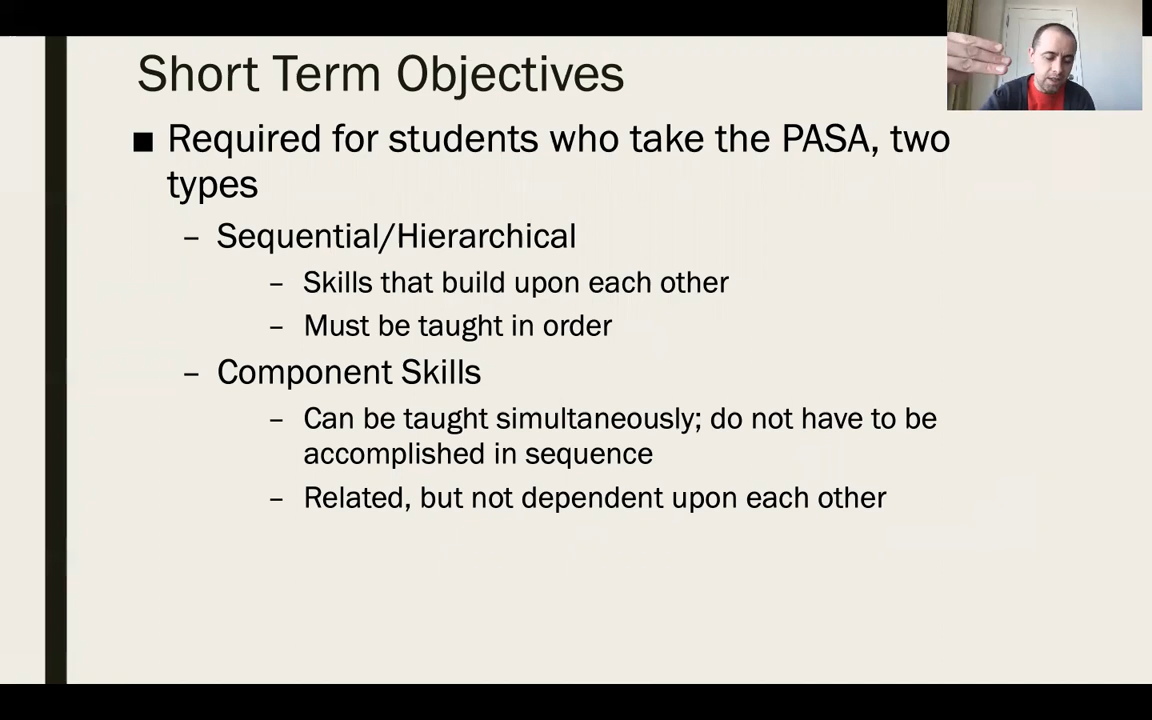 Short Term Objectives
■ Required for students who take the PASA, two
types
– Sequential/Hierarchical
– Skills that build upon each other
– Must be taught in order
– Component Skills
– Can be taught simultaneously; do not have to be
accomplished in sequence
– Related, but not dependent upon each other